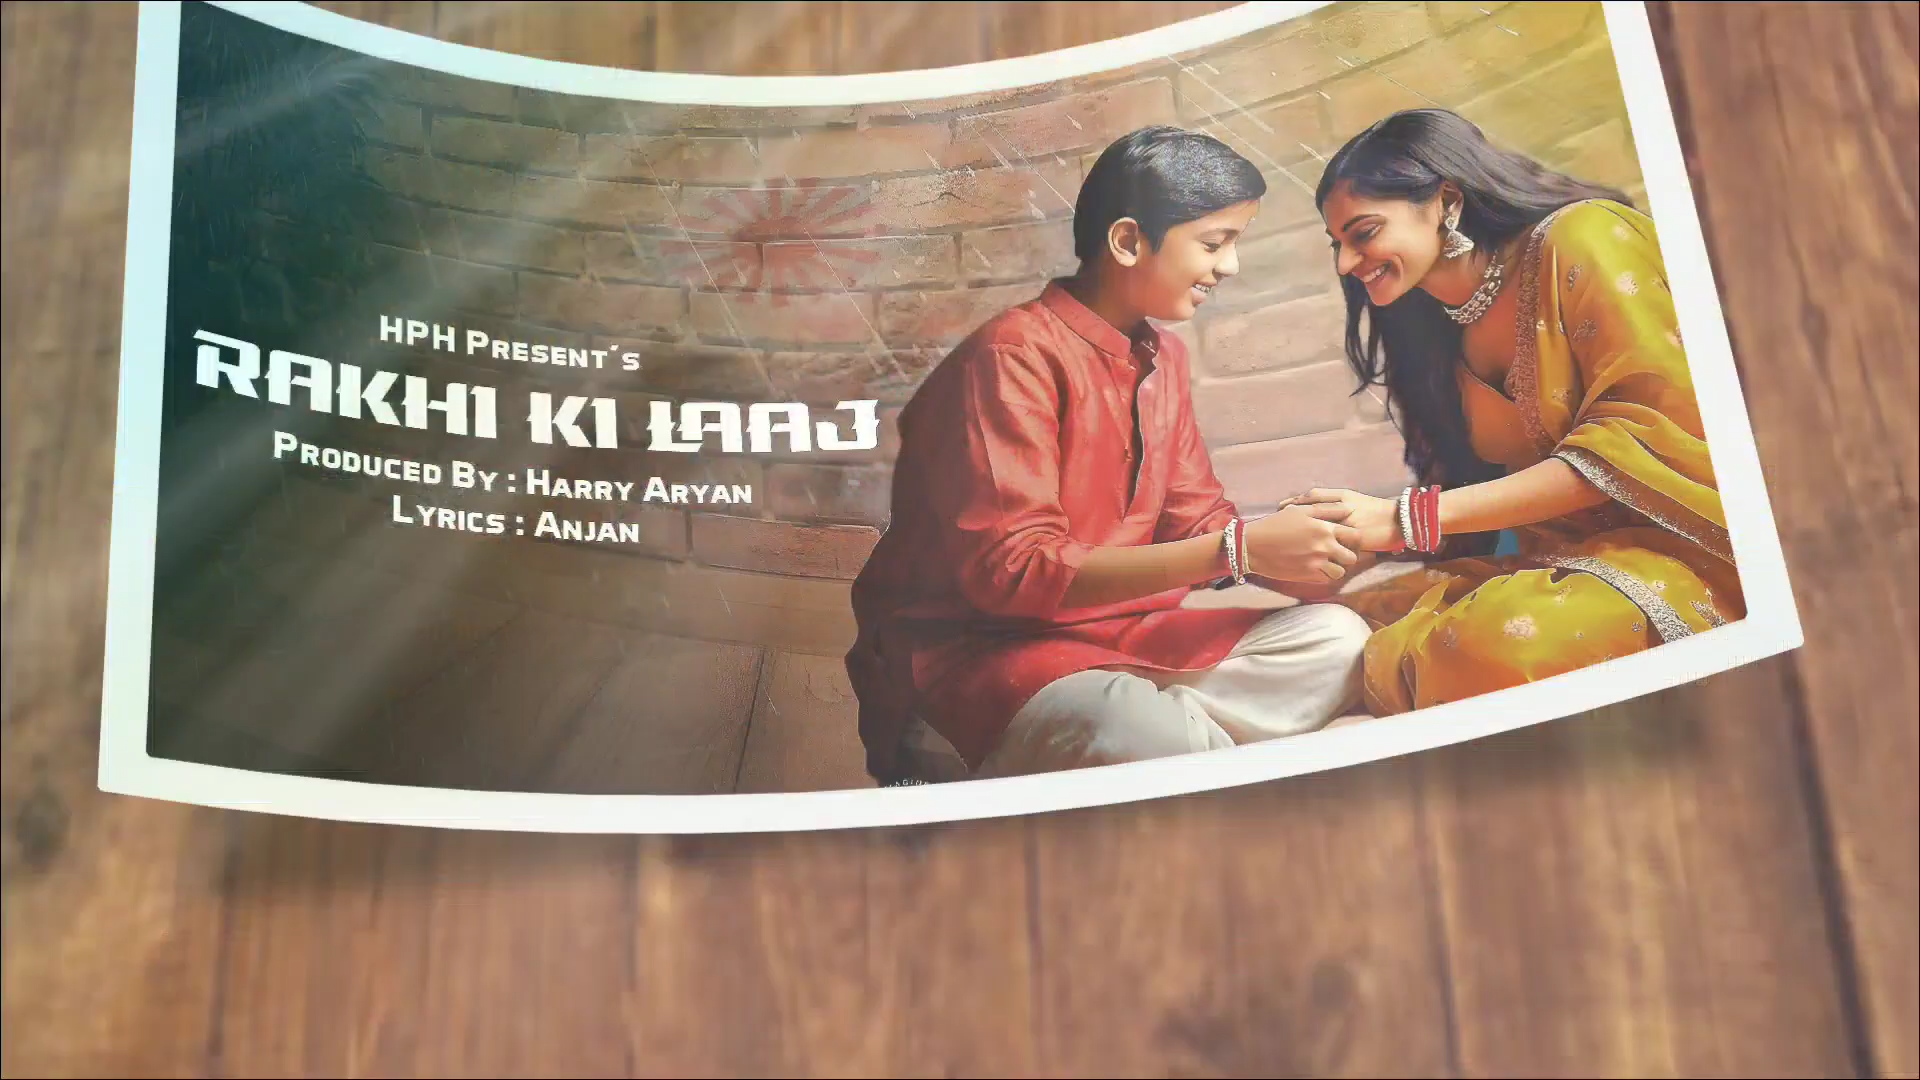 HPH Present's
Rakhi Ki Laaj
Produced By : Harry Aryan
Lyrics : Anjan